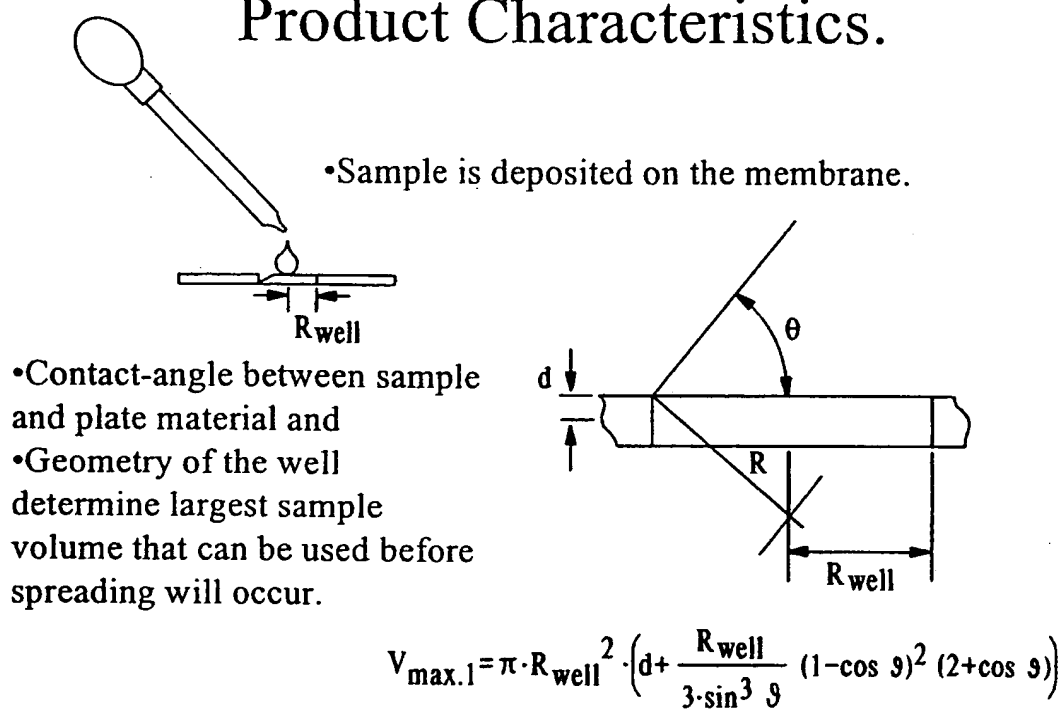 Product Characteristics.
•Sample is deposited on the membrane.
Rwell
•Contact-angle between sample
and plate material and
•Geometry of the well
determine largest sample
volume that can be used before
spreading will occur.
θ
d
R
Rwell
Vmax.1=π·Rwell²·(d+ Rwell/3·sin³ ϑ (1−cos ϑ)² (2+cos ϑ))